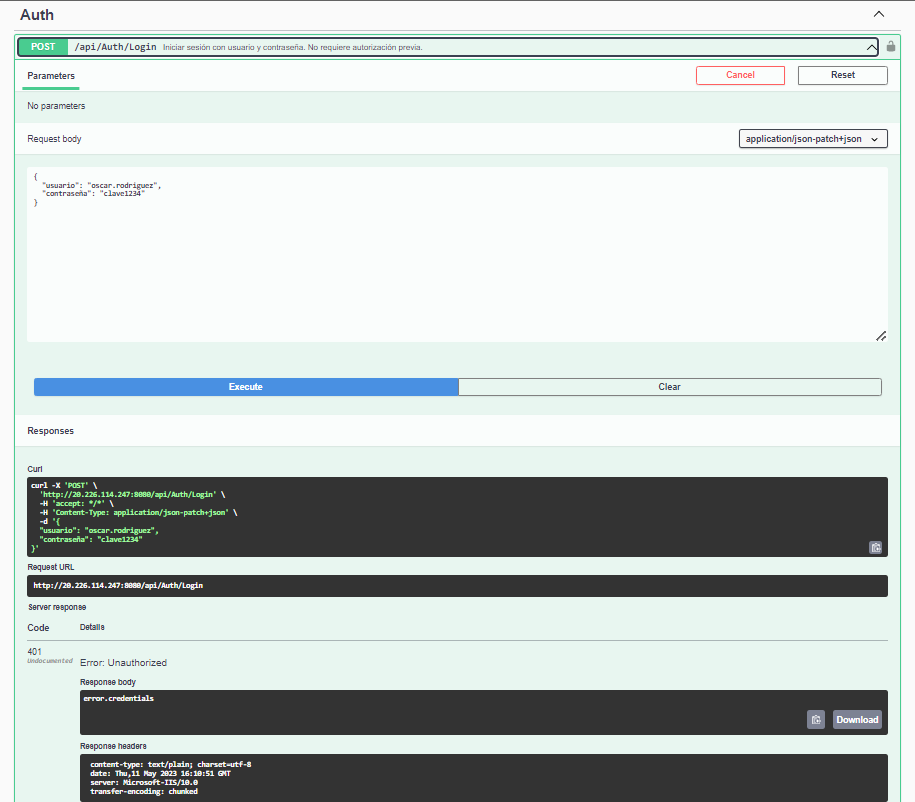 Auth
POST /api/Auth/Login Iniciar sesión con usuario y contraseña. No requiere autorización previa.
Parameters
Cancel
Reset
No parameters
Request body
application/json-patch+json
{
"usuario": "oscar.rodriguez",
"contraseña": "clave1234"
}
Execute
Clear
Responses
Curl
curl -X 'POST' \
'http://20.226.114.247:8080/api/Auth/Login' \
-H 'accept: */*' \
-H 'Content-Type: application/json-patch+json' \
-d '{
"usuario": "oscar.rodriguez",
"contraseña": "clave1234"
}'
Request URL
http://20.226.114.247:8080/api/Auth/Login
Server response
Code Details
401
Undocumented
Error: Unauthorized
Response body
error.credentials
Download
Response headers
content-type: text/plain; charset=utf-8
date: Thu,11 May 2023 16:10:51 GMT
server: Microsoft-IIS/10.0
transfer-encoding: chunked